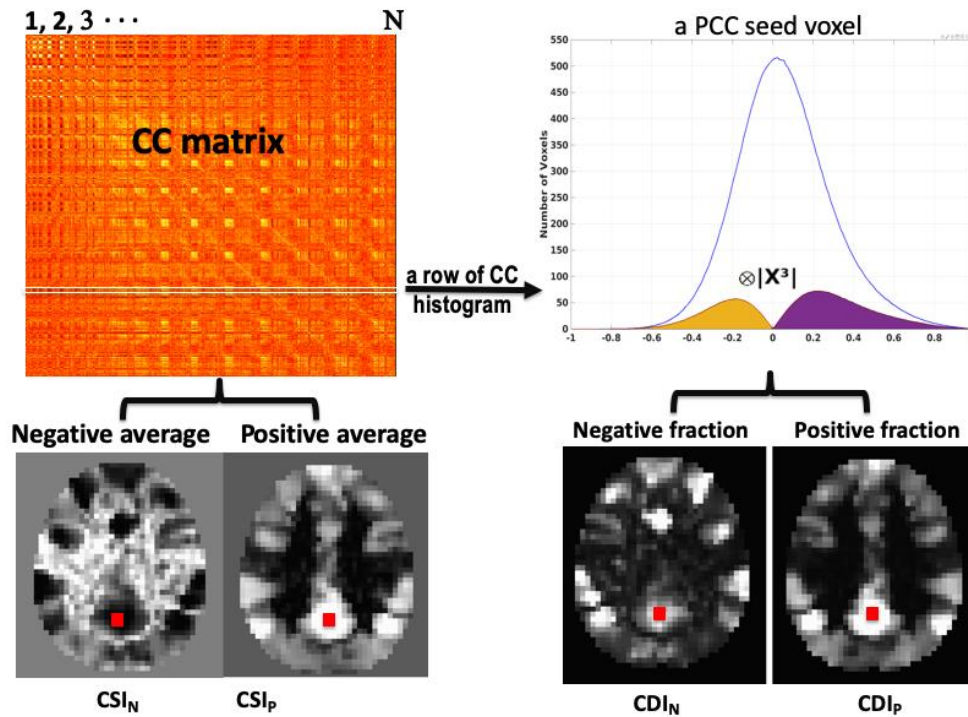 1, 2, 3 ··· N
CC matrix
a row of CC
histogram
a PCC seed voxel
Number of Voxels
550
500
450
400
350
300
250
200
150
100
50
0
⊗|X³|
-1 -0.8 -0.6 -0.4 -0.2 0 0.2 0.4 0.6 0.8
Negative average Positive average
CSI_N CSI_P
Negative fraction Positive fraction
CDI_N CDI_P